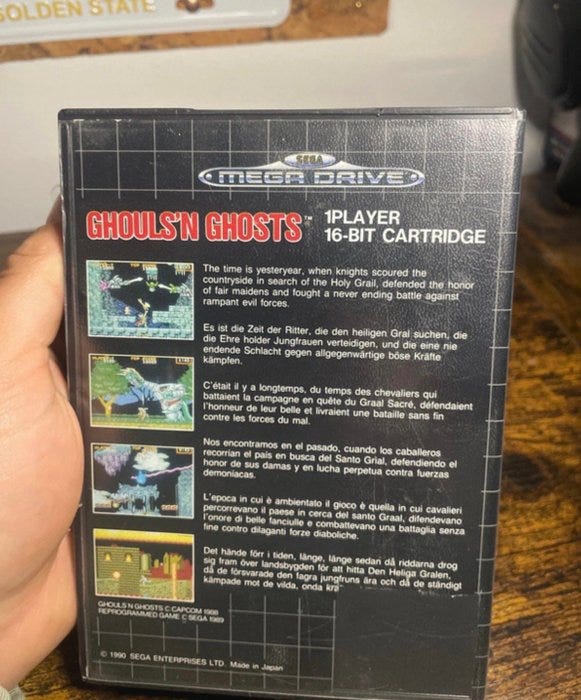 GOLDEN STATE
SEGA
MEGA DRIVE
GHOULS'N GHOSTS™
1PLAYER
16-BIT CARTRIDGE
The time is yesteryear, when knights scoured the
countryside in search of the Holy Grail, defended the honor
of fair maidens and fought a never ending battle against
rampant evil forces.
Es ist die Zeit der Ritter, die den heiligen Gral suchen, die
die Ehre holder Jungfrauen verteidigen, und die eine nie
endende Schlacht gegen allgegenwärtige böse Kräfte
kämpfen.
C'était il y a longtemps, du temps des chevaliers qui
battaient la campagne en quête du Graal Sacré, défendaient
l'honneur de leur belle et livraient une bataille sans fin
contre les forces du mal.
Nos encontramos en el pasado, cuando los caballeros
recorrían el país en busca del Santo Grial, defendiendo el
honor de sus damas y en lucha perpetua contra fuerzas
demoníacas.
L'epoca in cui è ambientato il gioco è quella in cui cavalieri
percorrevano il paese in cerca del santo Graal, difendevano
l'onore di belle fanciulle e combattevano una battaglia senza
fine contro dilaganti forze diaboliche.
Det hände förr i tiden, länge, länge sedan då riddarna drog
sig fram över landsbygden för att hitta Den Heliga Gralen,
då de försvarade den fagra jungfruns ära och då de ständigt
kämpade mot de vilda, onda kra
GHOULS'N GHOSTS © CAPCOM 1988
REPROGRAMMED GAME © SEGA 1989
© 1990 SEGA ENTERPRISES LTD. Made in Japan